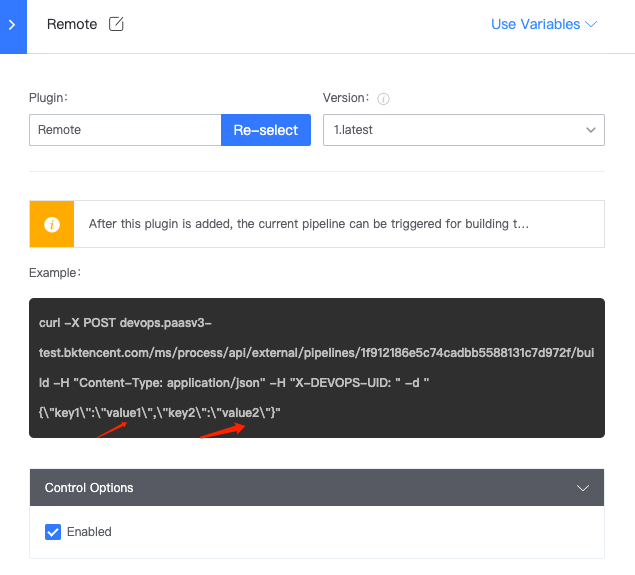 Remote
Use Variables
Plugin:
Version:
Remote
Re-select
1.latest
After this plugin is added, the current pipeline can be triggered for building t...
Example:
curl -X POST devops.paasv3-
test.bktencent.com/ms/process/api/external/pipelines/1f912186e5c74cadbb5588131c7d972f/bui
ld -H "Content-Type: application/json" -H "X-DEVOPS-UID: " -d "
{\"key1\":\"value1\",\"key2\":\"value2\"}"
Control Options
Enabled